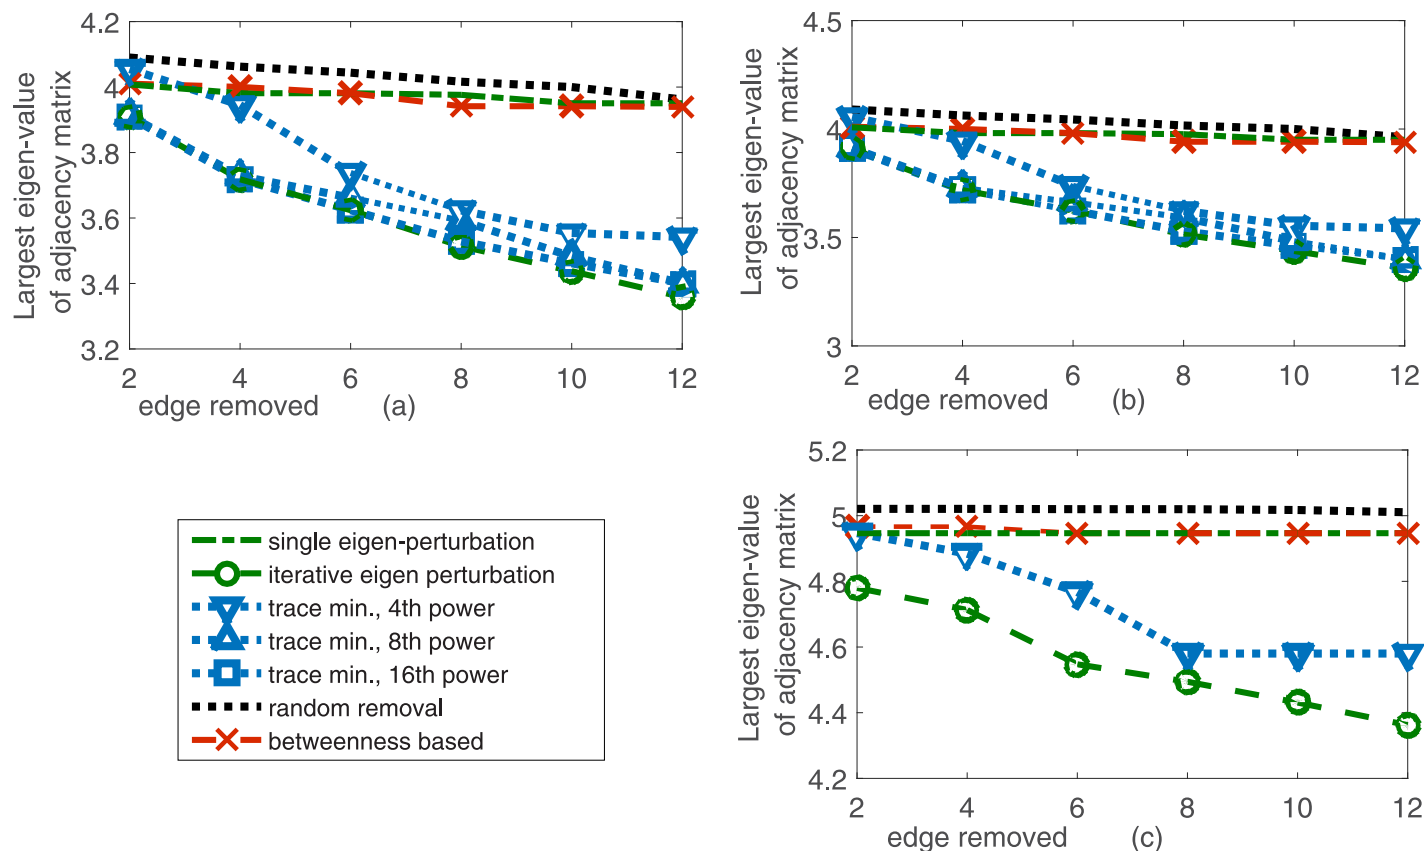 4.2
4
3.8
3.6
3.4
3.2
Largest eigen-value
of adjacency matrix
2 4 6 8 10 12
edge removed (a)
4.5
4
3.5
3
Largest eigen-value
of adjacency matrix
2 4 6 8 10 12
edge removed (b)
single eigen-perturbation
iterative eigen perturbation
trace min., 4th power
trace min., 8th power
trace min., 16th power
random removal
betweenness based
5.2
5
4.8
4.6
4.4
4.2
Largest eigen-value
of adjacency matrix
2 4 6 8 10 12
edge removed (c)